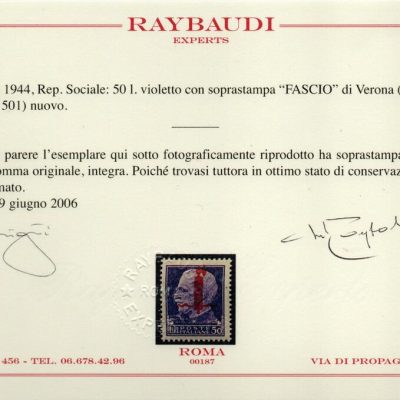 RAYBAUDI
EXPERTS
1944, Rep. Sociale: 50 l. violetto con soprastampa “FASCIO” di Verona (
501) nuovo.
parere l'esemplare qui sotto fotograficamente riprodotto ha soprastampa
omma originale, integra. Poiché trovasi tuttora in ottimo stato di conservaz
nato.
9 giugno 2006
ROMA
00187
456 - TEL. 06.678.42.96
VIA DI PROPAG